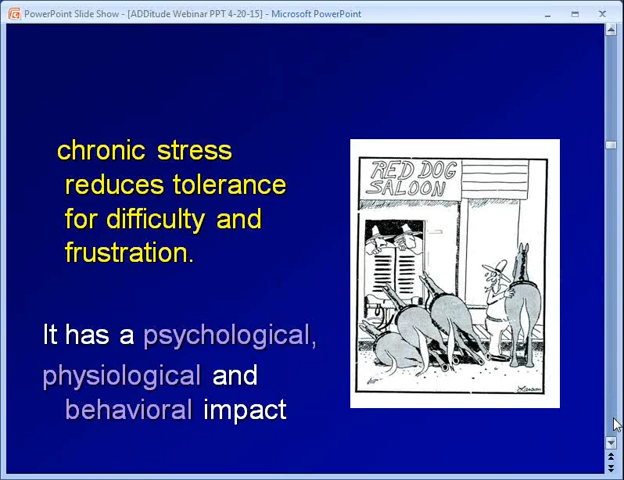 PowerPoint Slide Show - [ADDitude Webinar PPT 4-20-15] - Microsoft PowerPoint
chronic stress
reduces tolerance
for difficulty and
frustration.
It has a psychological,
physiological and
behavioral impact
RED DOG
SALOON